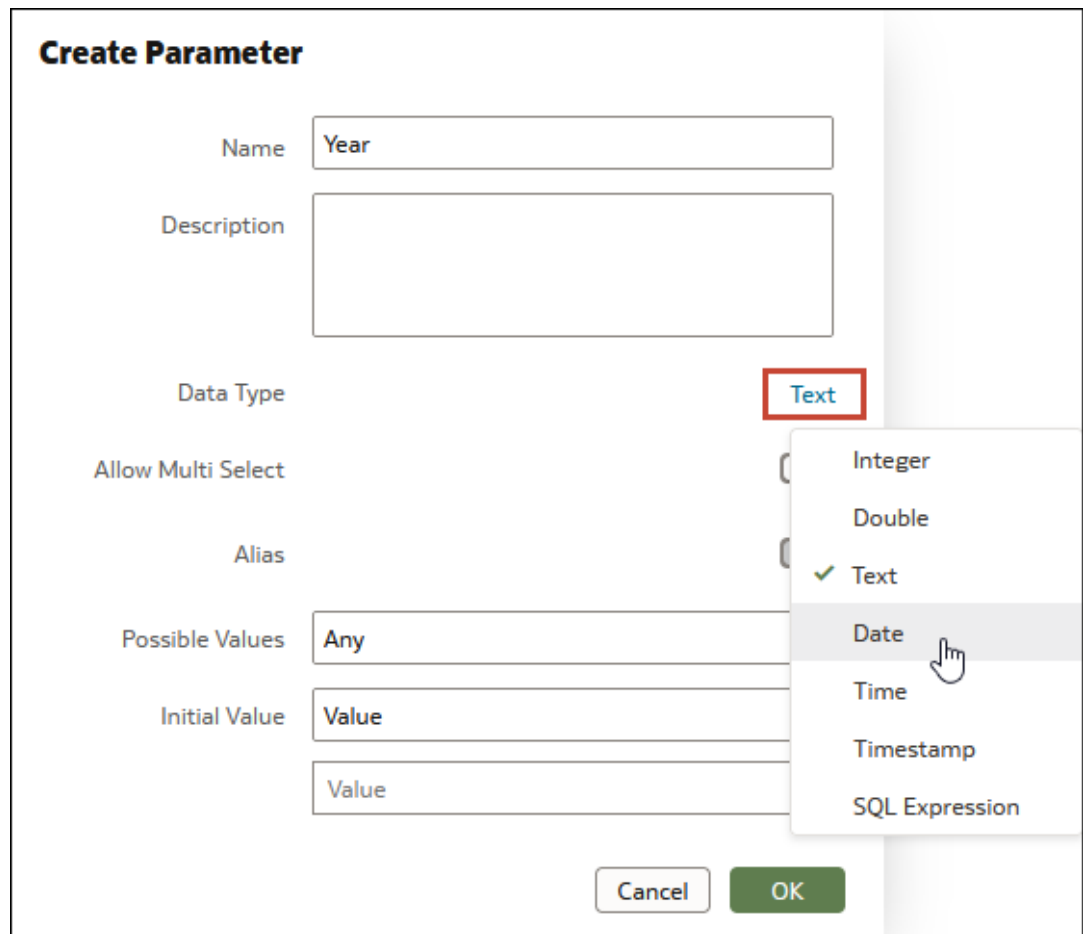 Create Parameter
Name Year
Description
Data Type Text
Integer
Allow Multi Select
Double
Alias
Text
Possible Values Any
Date
Time
Initial Value Value
Timestamp
Value
SQL Expression
Cancel OK